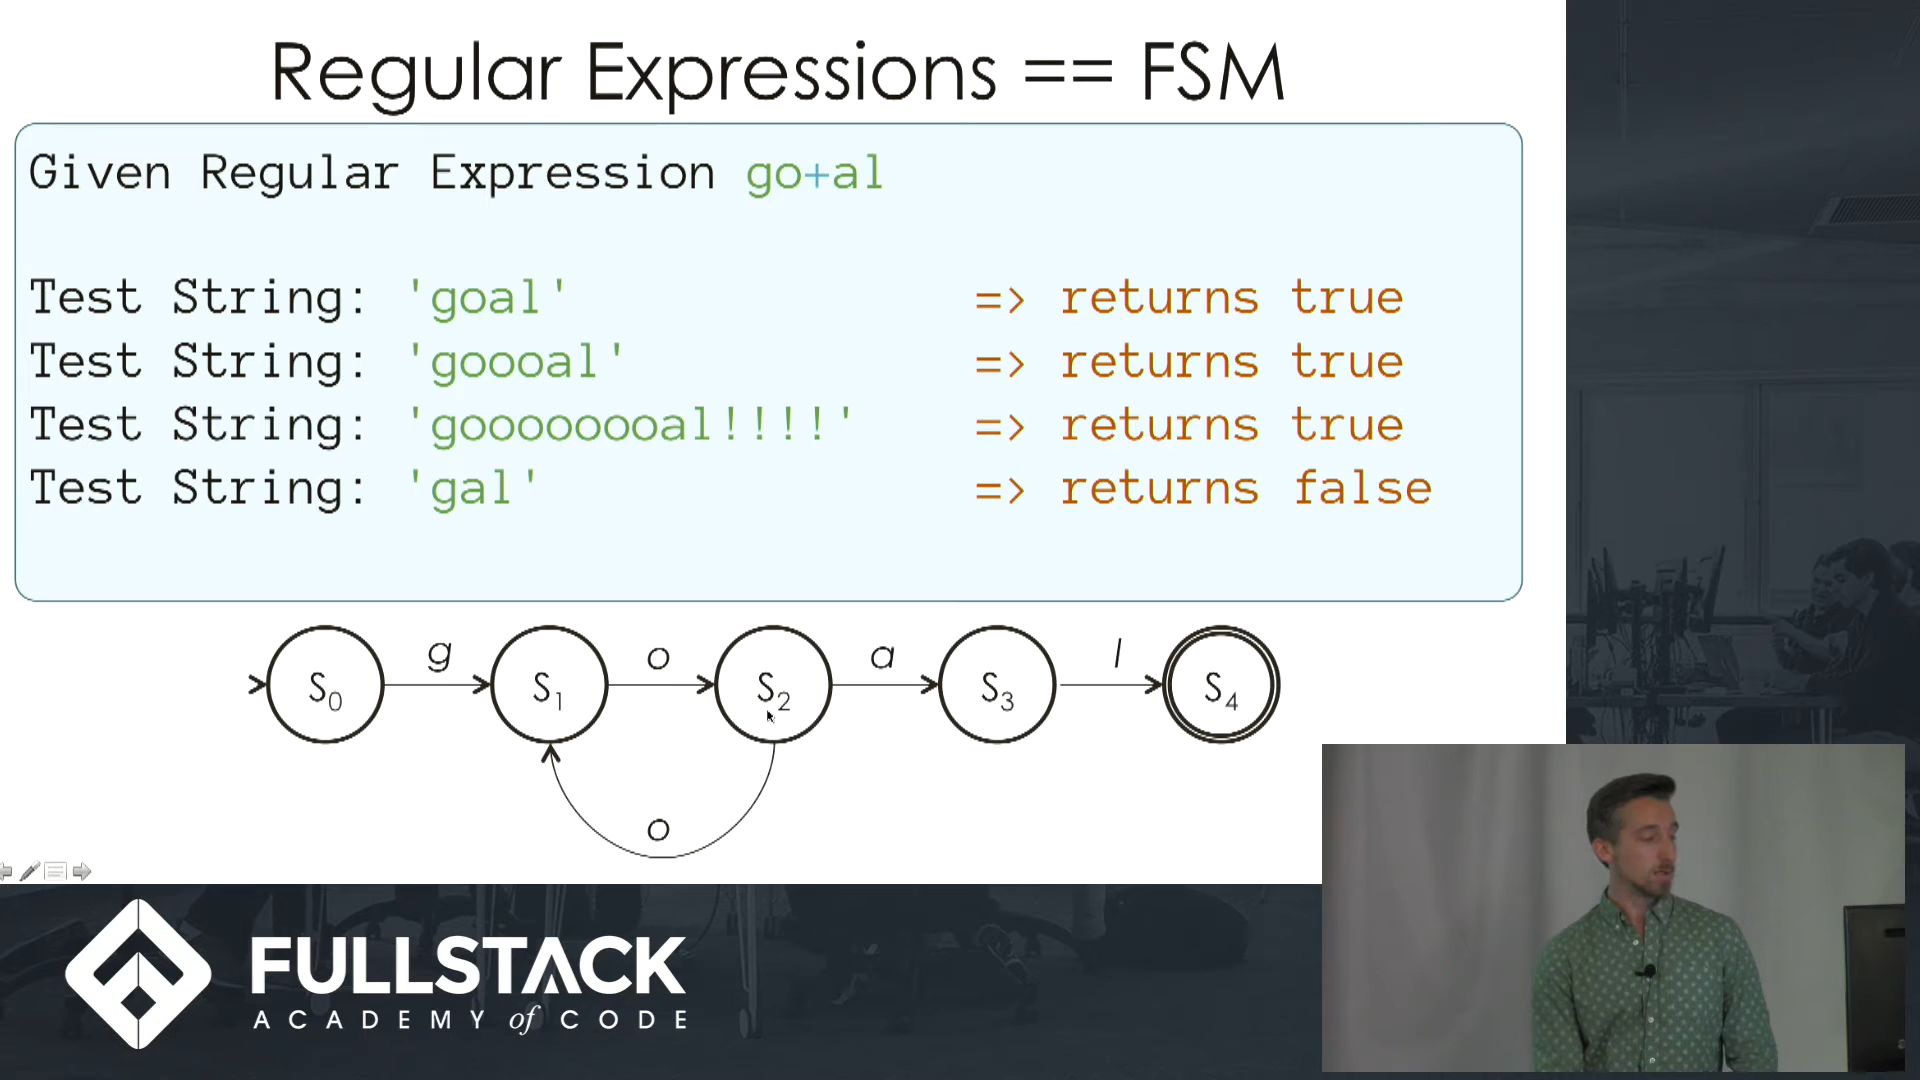 Regular Expressions == FSM
Given Regular Expression go+al
Test String: 'goal' => returns true
Test String: 'goooal' => returns true
Test String: 'goooooooal!!!!' => returns true
Test String: 'gal' => returns false
S0 g S1 o S2 a S3 l S4
o
FULLSTACK
ACADEMY of CODE